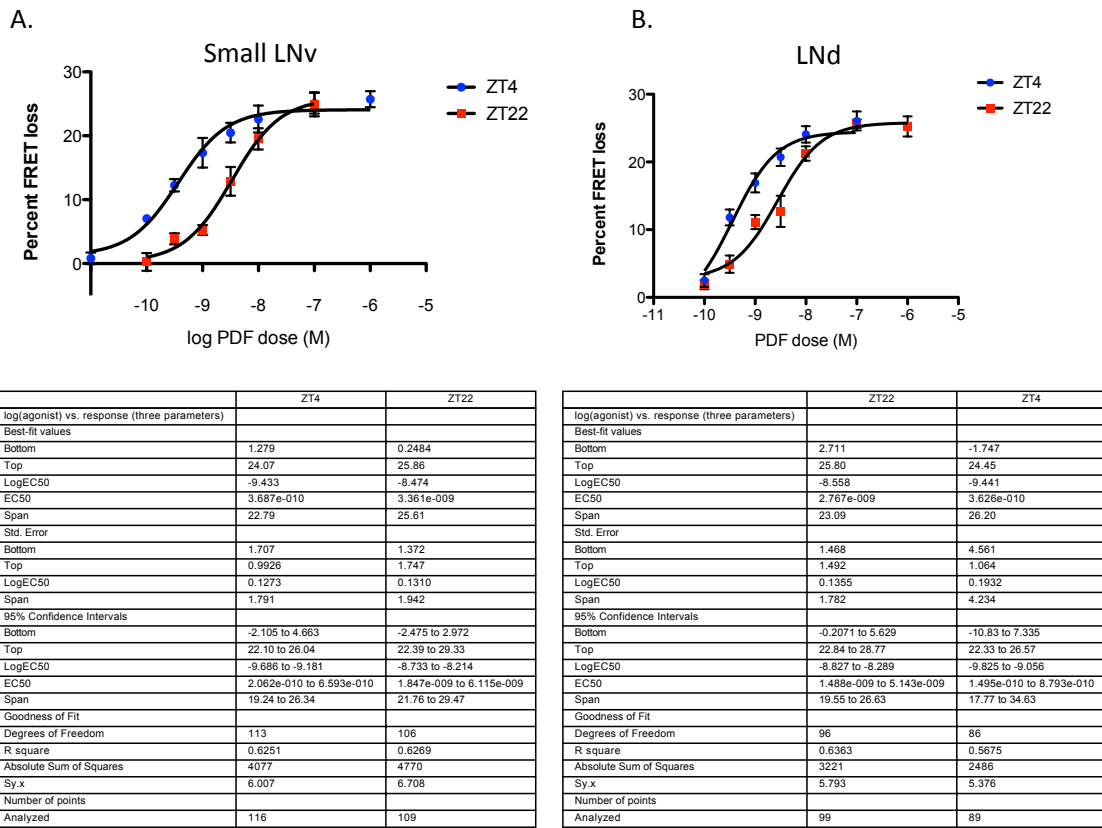 A.
Small LNv
30
20
10
0
Percent FRET loss
-10 -9 -8 -7 -6 -5
log PDF dose (M)
ZT4
ZT22
B.
LNd
30
20
10
0
Percent FRET loss
-11 -10 -9 -8 -7 -6 -5
PDF dose (M)
ZT4
ZT22
ZT4 ZT22
log(agonist) vs. response (three parameters)
Best-fit values
Bottom 1.279 0.2484
Top 24.07 25.86
LogEC50 -9.433 -8.474
EC50 3.687e-010 3.361e-009
Span 22.79 25.61
Std. Error
Bottom 1.707 1.372
Top 0.9926 1.747
LogEC50 0.1273 0.1310
Span 1.791 1.942
95% Confidence Intervals
Bottom -2.105 to 4.663 -2.475 to 2.972
Top 22.10 to 26.04 22.39 to 29.33
LogEC50 -9.686 to -9.181 -8.733 to -8.214
EC50 2.062e-010 to 6.593e-010 1.847e-009 to 6.115e-009
Span 19.24 to 26.34 21.76 to 29.47
Goodness of Fit
Degrees of Freedom 113 106
R square 0.6251 0.6269
Absolute Sum of Squares 4077 4770
Sy.x 6.007 6.708
Number of points
Analyzed 116 109
ZT22 ZT4
log(agonist) vs. response (three parameters)
Best-fit values
Bottom 2.711 -1.747
Top 25.80 24.45
LogEC50 -8.558 -9.441
EC50 2.767e-009 3.626e-010
Span 23.09 26.20
Std. Error
Bottom 1.468 4.561
Top 1.492 1.064
LogEC50 0.1355 0.1932
Span 1.782 4.234
95% Confidence Intervals
Bottom -0.2071 to 5.629 -10.83 to 7.335
Top 22.84 to 28.77 22.33 to 26.57
LogEC50 -8.827 to -8.289 -9.825 to -9.056
EC50 1.488e-009 to 5.143e-009 1.495e-010 to 8.793e-010
Span 19.55 to 26.63 17.77 to 34.63
Goodness of Fit
Degrees of Freedom 96 86
R square 0.6363 0.5675
Absolute Sum of Squares 3221 2486
Sy.x 5.793 5.376
Number of points
Analyzed 99 89